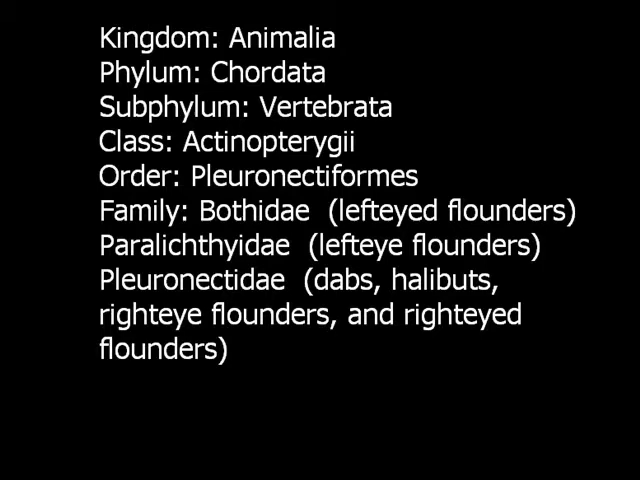 Kingdom: Animalia
Phylum: Chordata
Subphylum: Vertebrata
Class: Actinopterygii
Order: Pleuronectiformes
Family: Bothidae  (lefteyed flounders)
Paralichthyidae  (lefteye flounders)
Pleuronectidae  (dabs, halibuts,
righteye flounders, and righteyed
flounders)